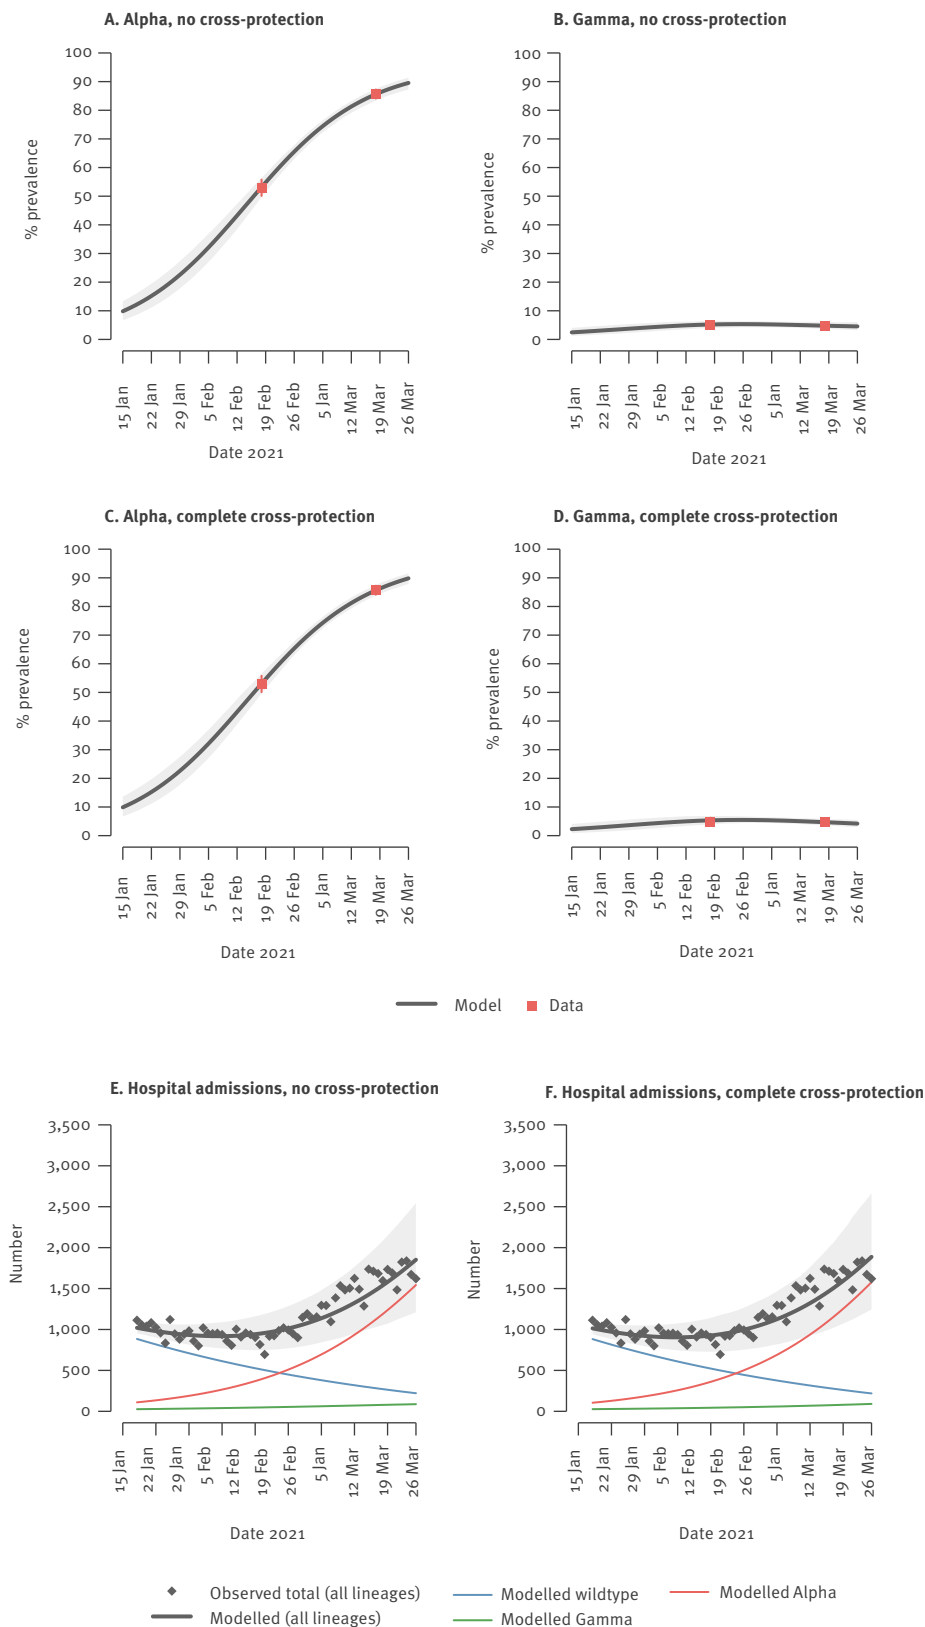 A. Alpha, no cross-protection
B. Gamma, no cross-protection
% prevalence
100
90
80
70
60
50
40
30
20
10
0
15 Jan
22 Jan
29 Jan
5 Feb
12 Feb
19 Feb
26 Feb
5 Jan
12 Mar
19 Mar
26 Mar
Date 2021
% prevalence
100
90
80
70
60
50
40
30
20
10
0
15 Jan
22 Jan
29 Jan
5 Feb
12 Feb
19 Feb
26 Feb
5 Jan
12 Mar
19 Mar
26 Mar
Date 2021
C. Alpha, complete cross-protection
D. Gamma, complete cross-protection
% prevalence
100
90
80
70
60
50
40
30
20
10
0
15 Jan
22 Jan
29 Jan
5 Feb
12 Feb
19 Feb
26 Feb
5 Jan
12 Mar
19 Mar
26 Mar
Date 2021
% prevalence
100
90
80
70
60
50
40
30
20
10
0
15 Jan
22 Jan
29 Jan
5 Feb
12 Feb
19 Feb
26 Feb
5 Jan
12 Mar
19 Mar
26 Mar
Date 2021
Model
Data
E. Hospital admissions, no cross-protection
F. Hospital admissions, complete cross-protection
Number
3,500
3,000
2,500
2,000
1,500
1,000
500
0
15 Jan
22 Jan
29 Jan
5 Feb
12 Feb
19 Feb
26 Feb
5 Jan
12 Mar
19 Mar
26 Mar
Date 2021
Number
3,500
3,000
2,500
2,000
1,500
1,000
500
0
15 Jan
22 Jan
29 Jan
5 Feb
12 Feb
19 Feb
26 Feb
5 Jan
12 Mar
19 Mar
26 Mar
Date 2021
Observed total (all lineages)
Modelled (all lineages)
Modelled wildtype
Modelled Gamma
Modelled Alpha